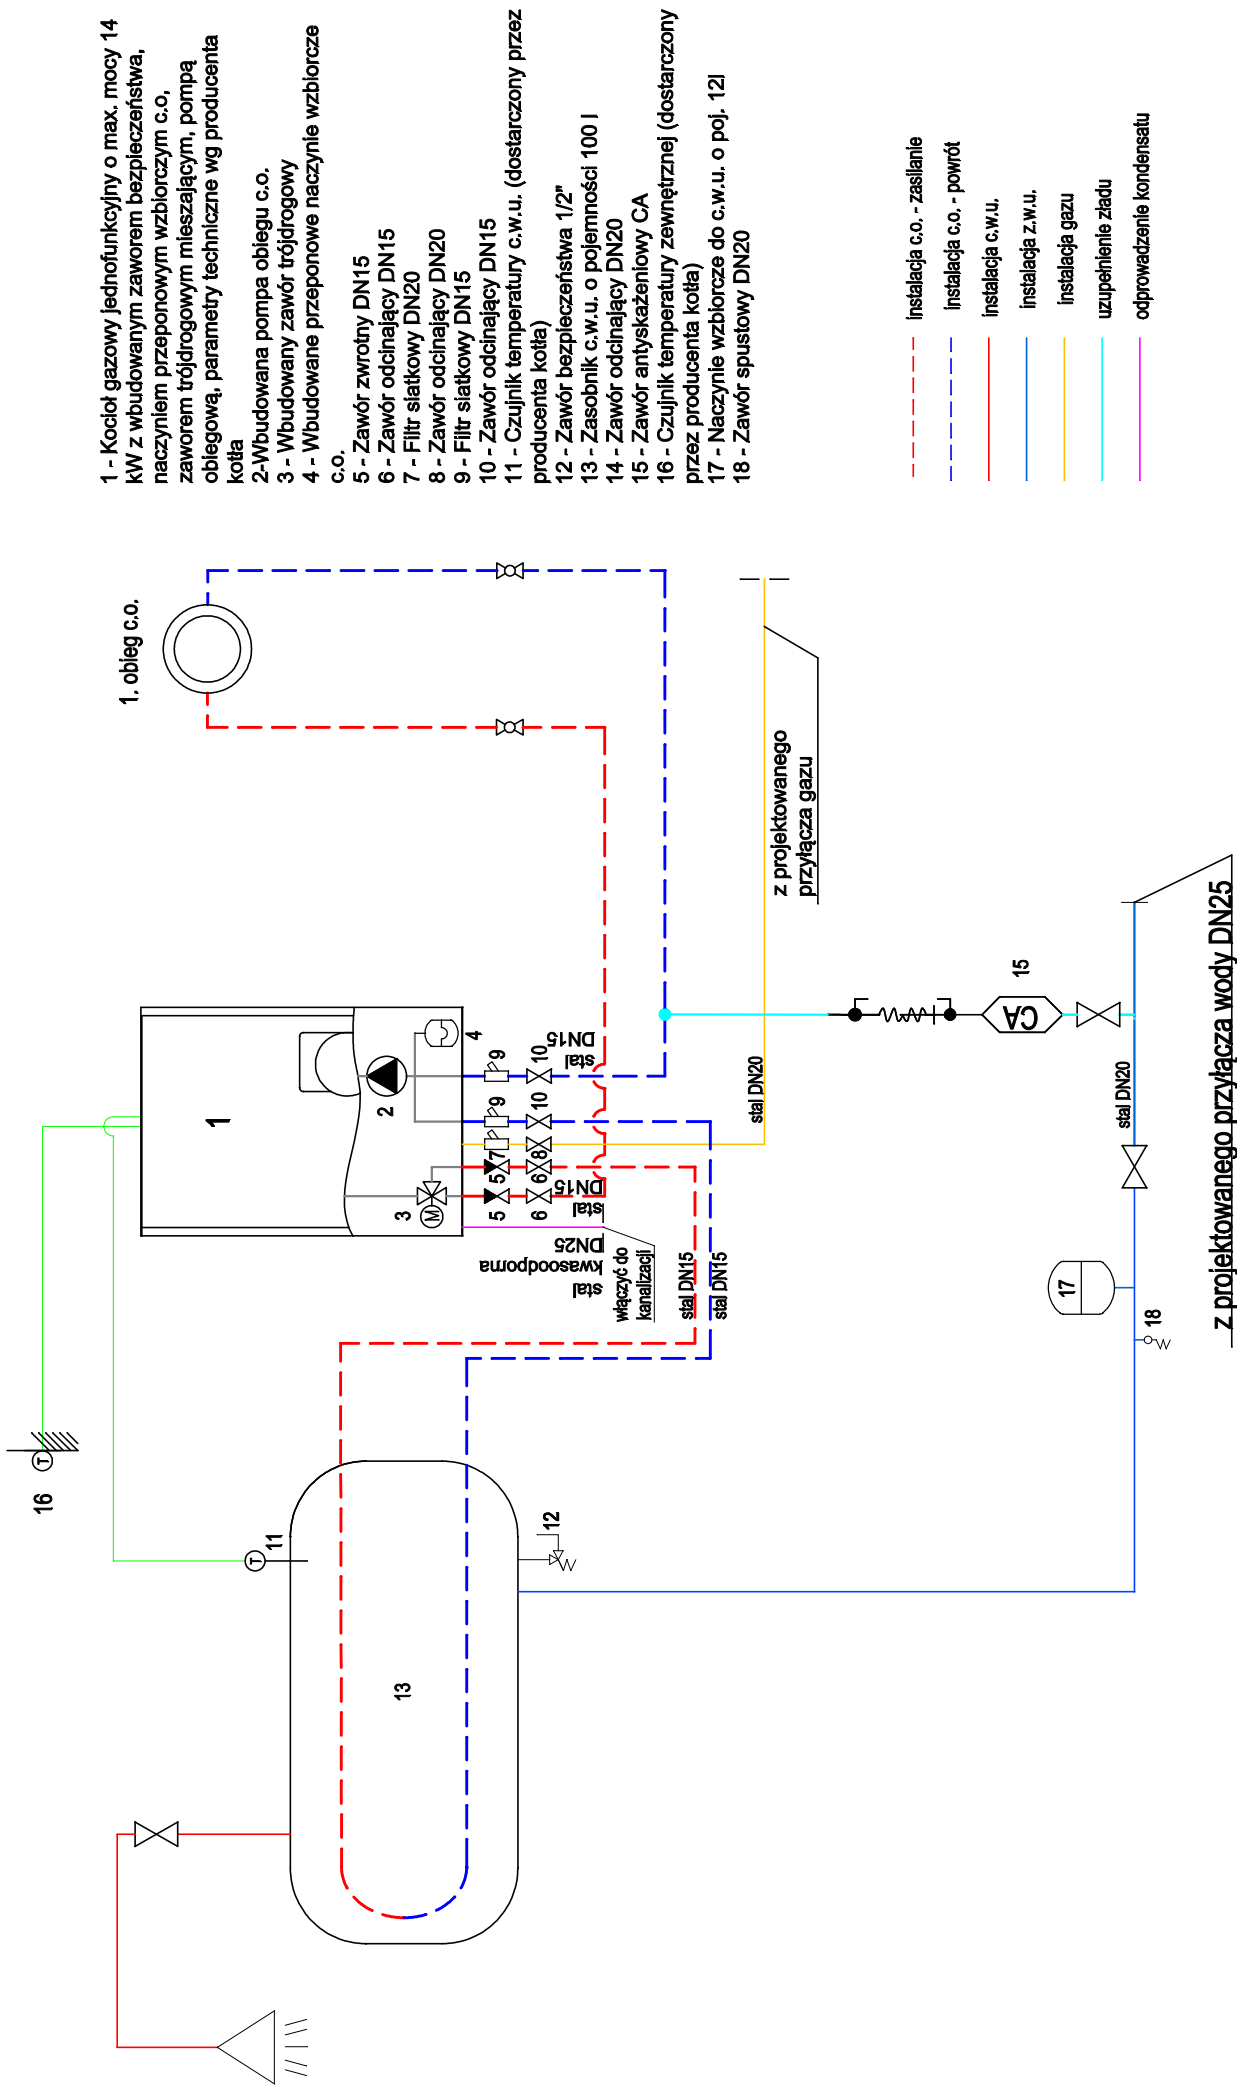 1 - Kocioł gazowy jednofunkcyjny o max. mocy 14
kW z wbudowanym zaworem bezpieczeństwa,
naczyniem przeponowym wzbiorczym c.o,
zaworem trójdrogowym mieszającym, pompą
obiegową, parametry techniczne wg producenta
kotła
2-Wbudowana pompa obiegu c.o.
3 - Wbudowany zawór trójdrogowy
4 - Wbudowane przeponowe naczynie wzbiorcze
c.o.
5 - Zawór zwrotny DN15
6 - Zawór odcinający DN15
7 - Filtr siatkowy DN20
8 - Zawór odcinający DN20
9 - Filtr siatkowy DN15
10 - Zawór odcinający DN15
11 - Czujnik temperatury c.w.u. (dostarczony przez
producenta kotła)
12 - Zawór bezpieczeństwa 1/2"
13 - Zasobnik c.w.u. o pojemności 100 l
14 - Zawór odcinający DN20
15 - Zawór antyskażeniowy CA
16 - Czujnik temperatury zewnętrznej (dostarczony
przez producenta kotła)
17 - Naczynie wzbiorcze do c.w.u. o poj. 12l
18 - Zawór spustowy DN20
instalacja c.o. - zasilanie
instalacja c.o. - powrót
instalacja c.w.u.
instalacja z.w.u.
instalacja gazu
uzupełnienie zładu
odprowadzenie kondensatu
1. obieg c.o.
z projektowanego
przyłącza gazu
1
2
3
M
4
9
9
10
10
7
8
5
6
5
6
stal
DN15
stal
DN15
stal
kwasoodporna
DN25
włączyć do
kanalizacji
stal DN15
stal DN15
stal DN20
T
16
T
11
12
13
15
CA
stal DN20
17
18
z projektowanego przyłącza wody DN25